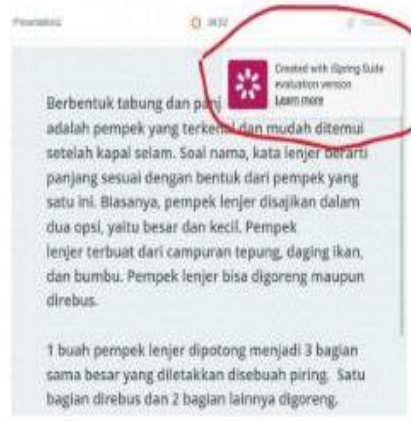 Created with iSpring Suite
evaluation version
Learn more
Berbentuk tabung dan panj
adalah pempek yang terkenal dan mudah ditemui
setelah kapal selam. Soal nama, kata lenjer berarti
panjang sesuai dengan bentuk dari pempek yang
satu ini. Biasanya, pempek lenjer disajikan dalam
dua opsi, yaitu besar dan kecil. Pempek
lenjer terbuat dari campuran tepung, daging ikan,
dan bumbu. Pempek lenjer bisa digoreng maupun
direbus.
1 buah pempek lenjer dipotong menjadi 3 bagian
sama besar yang diletakkan disebuah piring. Satu
bagian direbus dan 2 bagian lainnya digoreng.